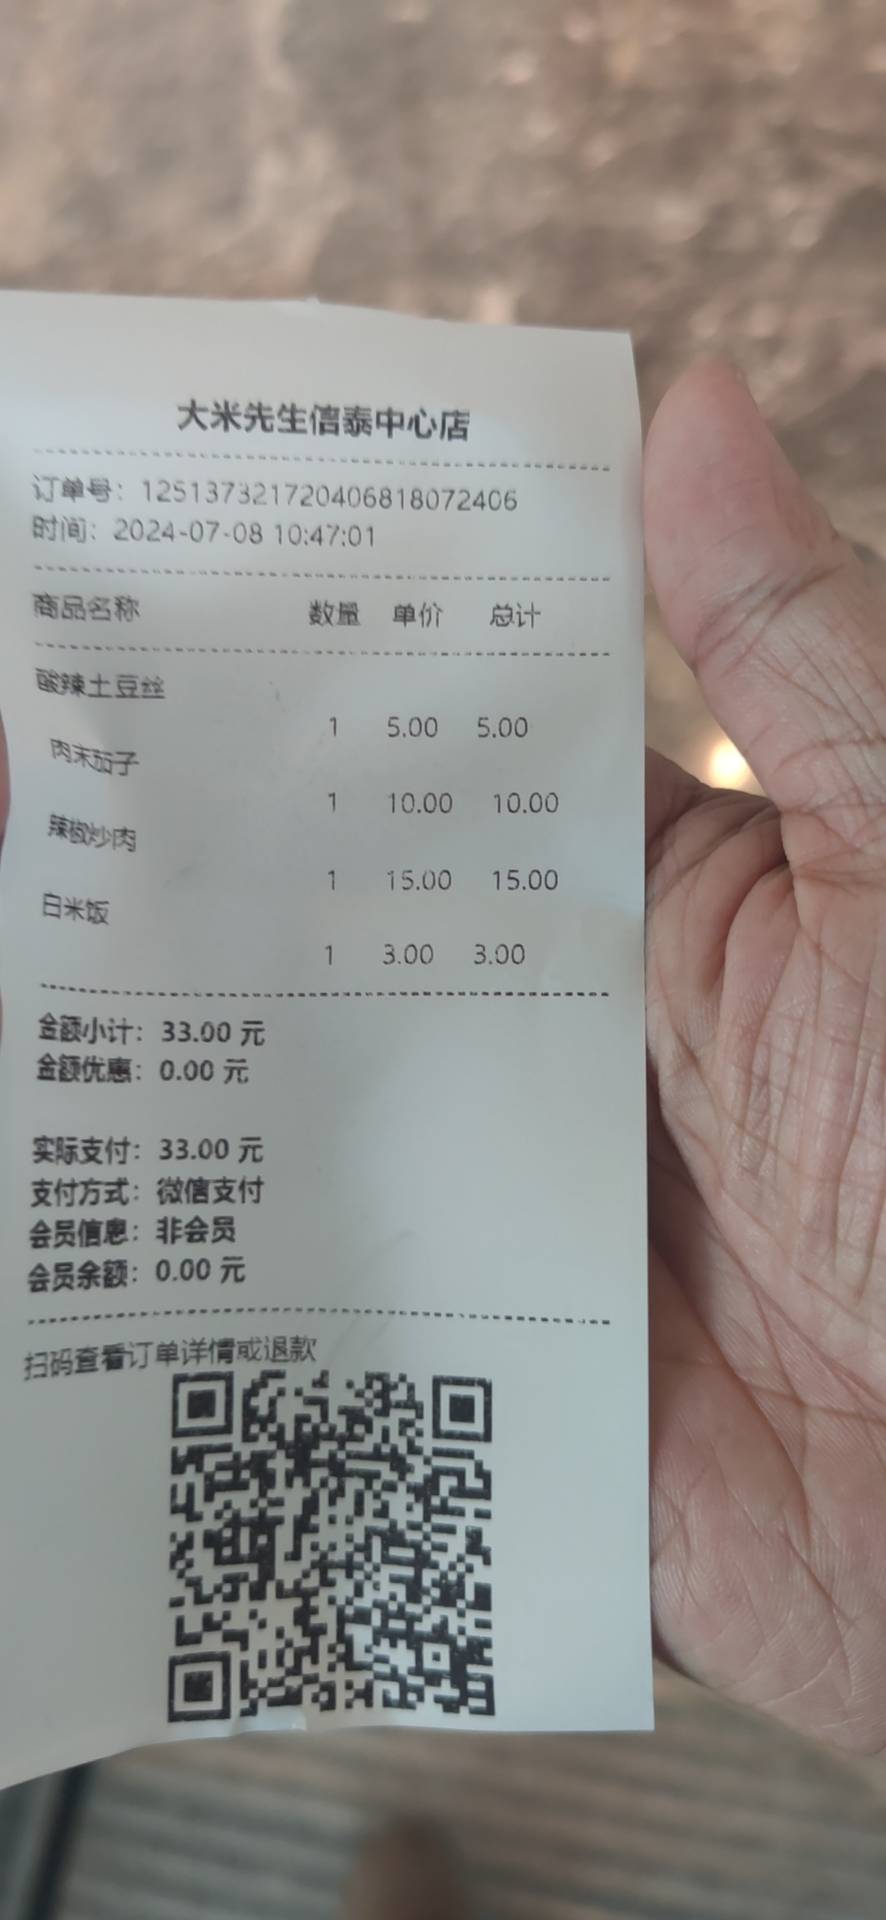 大米先生信泰中心店
订单号：125137321720406818072406
时间：2024-07-08 10:47:01
商品名称 数量 单价 总计
酸辣土豆丝
1 5.00 5.00
肉末茄子
1 10.00 10.00
辣椒炒肉
1 15.00 15.00
白米饭
1 3.00 3.00
金额小计：33.00 元
金额优惠：0.00 元
实际支付：33.00 元
支付方式：微信支付
会员信息：非会员
会员余额：0.00 元
扫码查看订单详情或退款